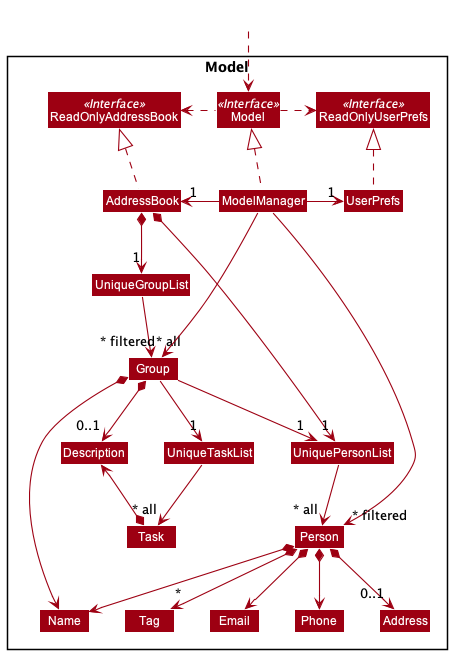 Model
«Interface»
ReadOnlyAddressBook
«Interface»
Model
«Interface»
ReadOnlyUserPrefs
AddressBook
1
ModelManager
1
UserPrefs
1
UniqueGroupList
* filtered
* all
Group
0..1
1
1
1
Description
UniqueTaskList
UniquePersonList
* all
* all
* filtered
Task
Person
*
0..1
Name
Tag
Email
Phone
Address